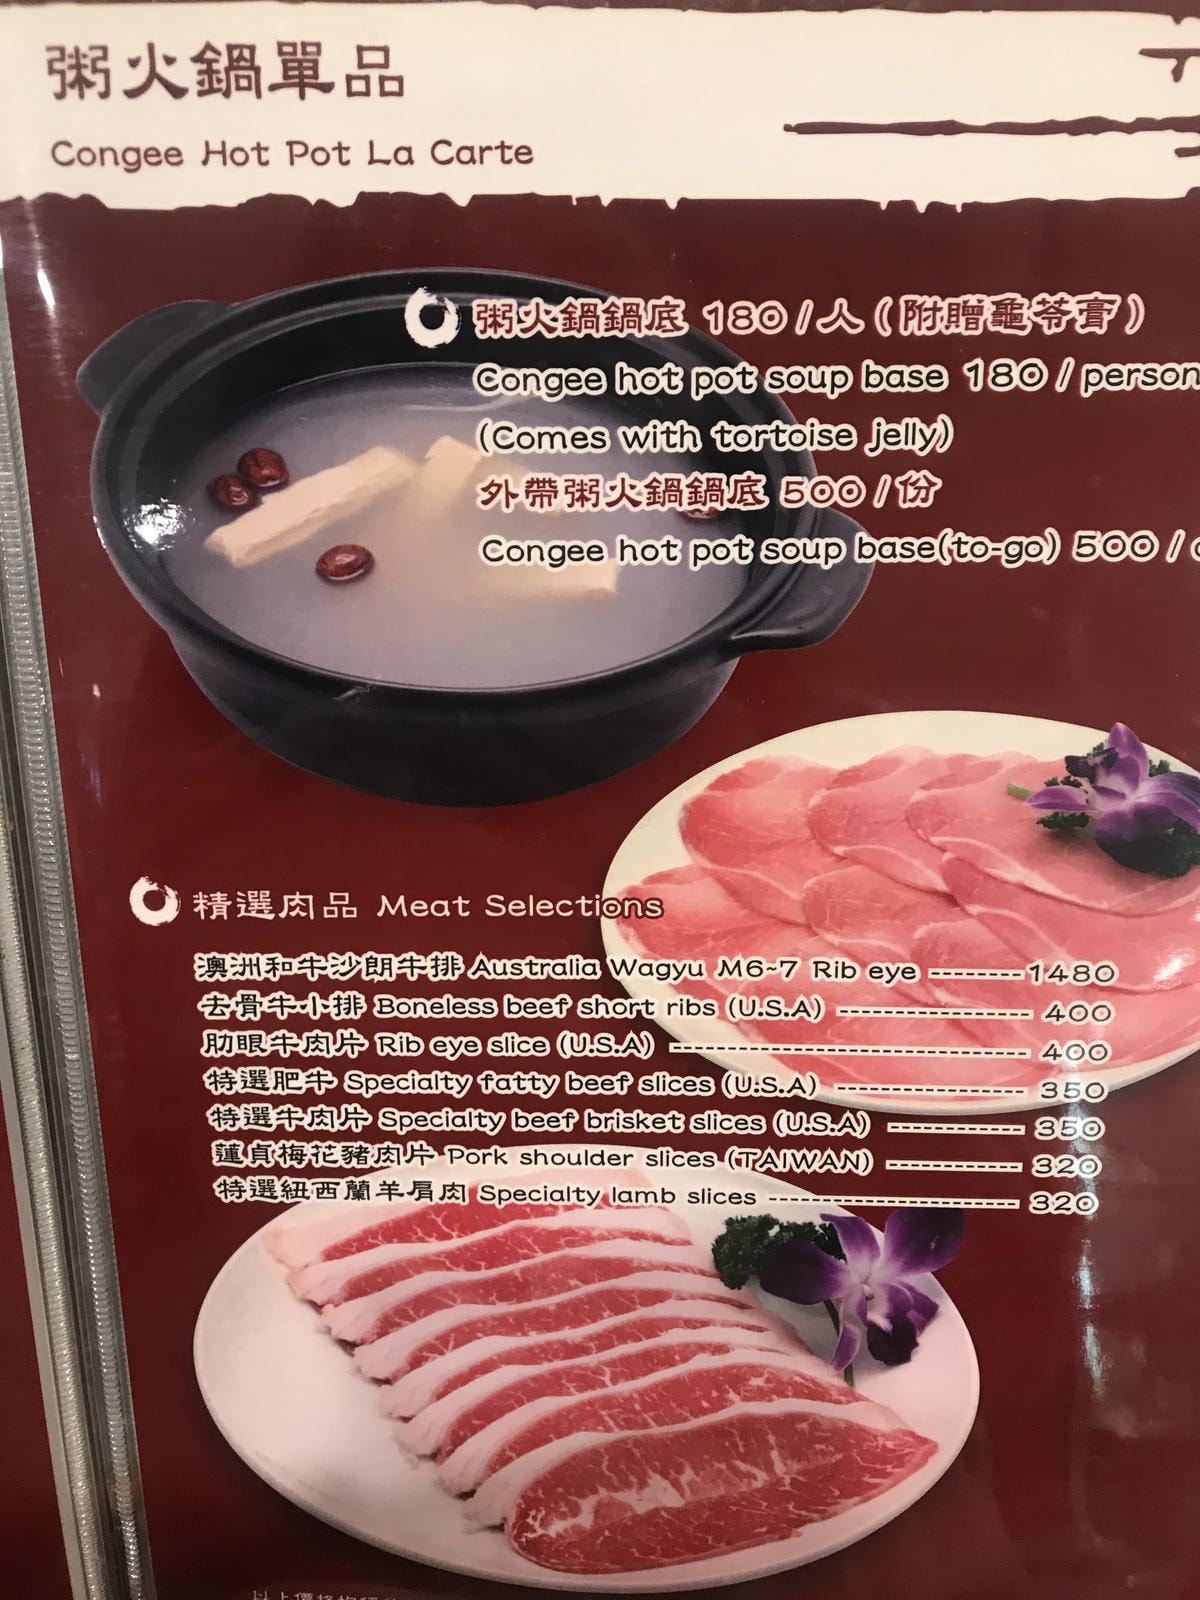 粥火鍋單品
Congee Hot Pot La Carte
粥火鍋鍋底 180/人(附贈龜苓膏)
Congee hot pot soup base 180 / person
(Comes with tortoise jelly)
外帶粥火鍋鍋底 500/份
Congee hot pot soup base(to-go) 500 /
精選肉品 Meat Selections
澳洲和牛沙朗牛排 Australia Wagyu M6~7 Rib eye --------1480
去骨牛小排 Boneless beef short ribs (U.S.A) ---------------- 400
肋眼牛肉片 Rib eye slice (U.S.A) ------------------------------ 400
特選肥牛 Specialty fatty beef slices (U.S.A) ---------------- 350
特選牛肉片 Specialty beef brisket slices (U.S.A) ----------- 350
蓮貞梅花豬肉片 Pork shoulder slices (TAIWAN) ----------- 320
特選紐西蘭羊肩肉 Specialty lamb slices --------------------- 320